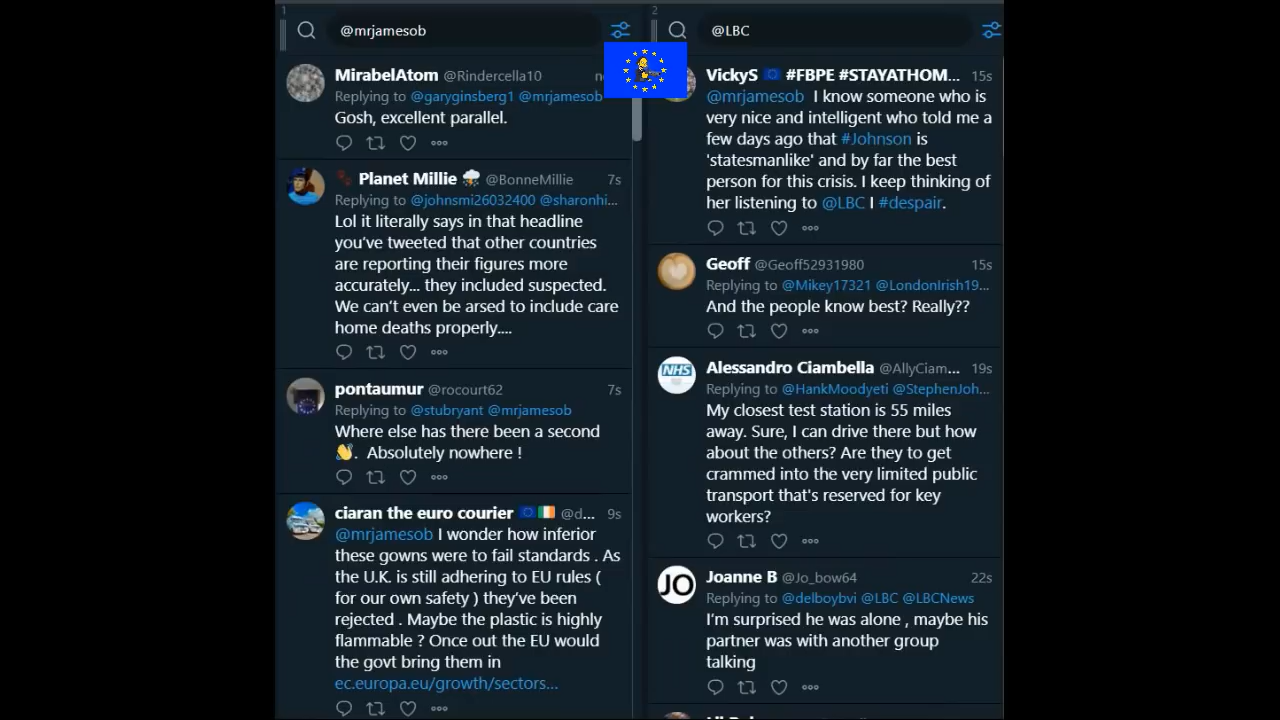 1
@mrjamesob
MirabelAtom @Rindercella10
Replying to @garyginsberg1 @mrjamesob
Gosh, excellent parallel.
Planet Millie @BonneMillie 7s
Replying to @johnsmi26032400 @sharonhi...
Lol it literally says in that headline
you've tweeted that other countries
are reporting their figures more
accurately... they included suspected.
We can't even be arsed to include care
home deaths properly....
pontaumur @rocourt62 7s
Replying to @stubryant @mrjamesob
Where else has there been a second
👋. Absolutely nowhere !
ciaran the euro courier 🇪🇺🇮🇪 @d... 9s
@mrjamesob I wonder how inferior
these gowns were to fail standards . As
the U.K. is still adhering to EU rules (
for our own safety ) they've been
rejected . Maybe the plastic is highly
flammable ? Once out the EU would
the govt bring them in
ec.europa.eu/growth/sectors...
2
@LBC
VickyS 🇪🇺 #FBPE #STAYATHOM... 15s
@mrjamesob I know someone who is
very nice and intelligent who told me a
few days ago that #Johnson is
'statesmanlike' and by far the best
person for this crisis. I keep thinking of
her listening to @LBC I #despair.
Geoff @Geoff52931980 15s
Replying to @Mikey17321 @LondonIrish19...
And the people know best? Really??
NHS
Alessandro Ciambella @AllyCiam... 19s
Replying to @HankMoodyeti @StephenJoh...
My closest test station is 55 miles
away. Sure, I can drive there but how
about the others? Are they to get
crammed into the very limited public
transport that's reserved for key
workers?
JO
Joanne B @Jo_bow64 22s
Replying to @delboybvi @LBC @LBCNews
I'm surprised he was alone , maybe his
partner was with another group
talking